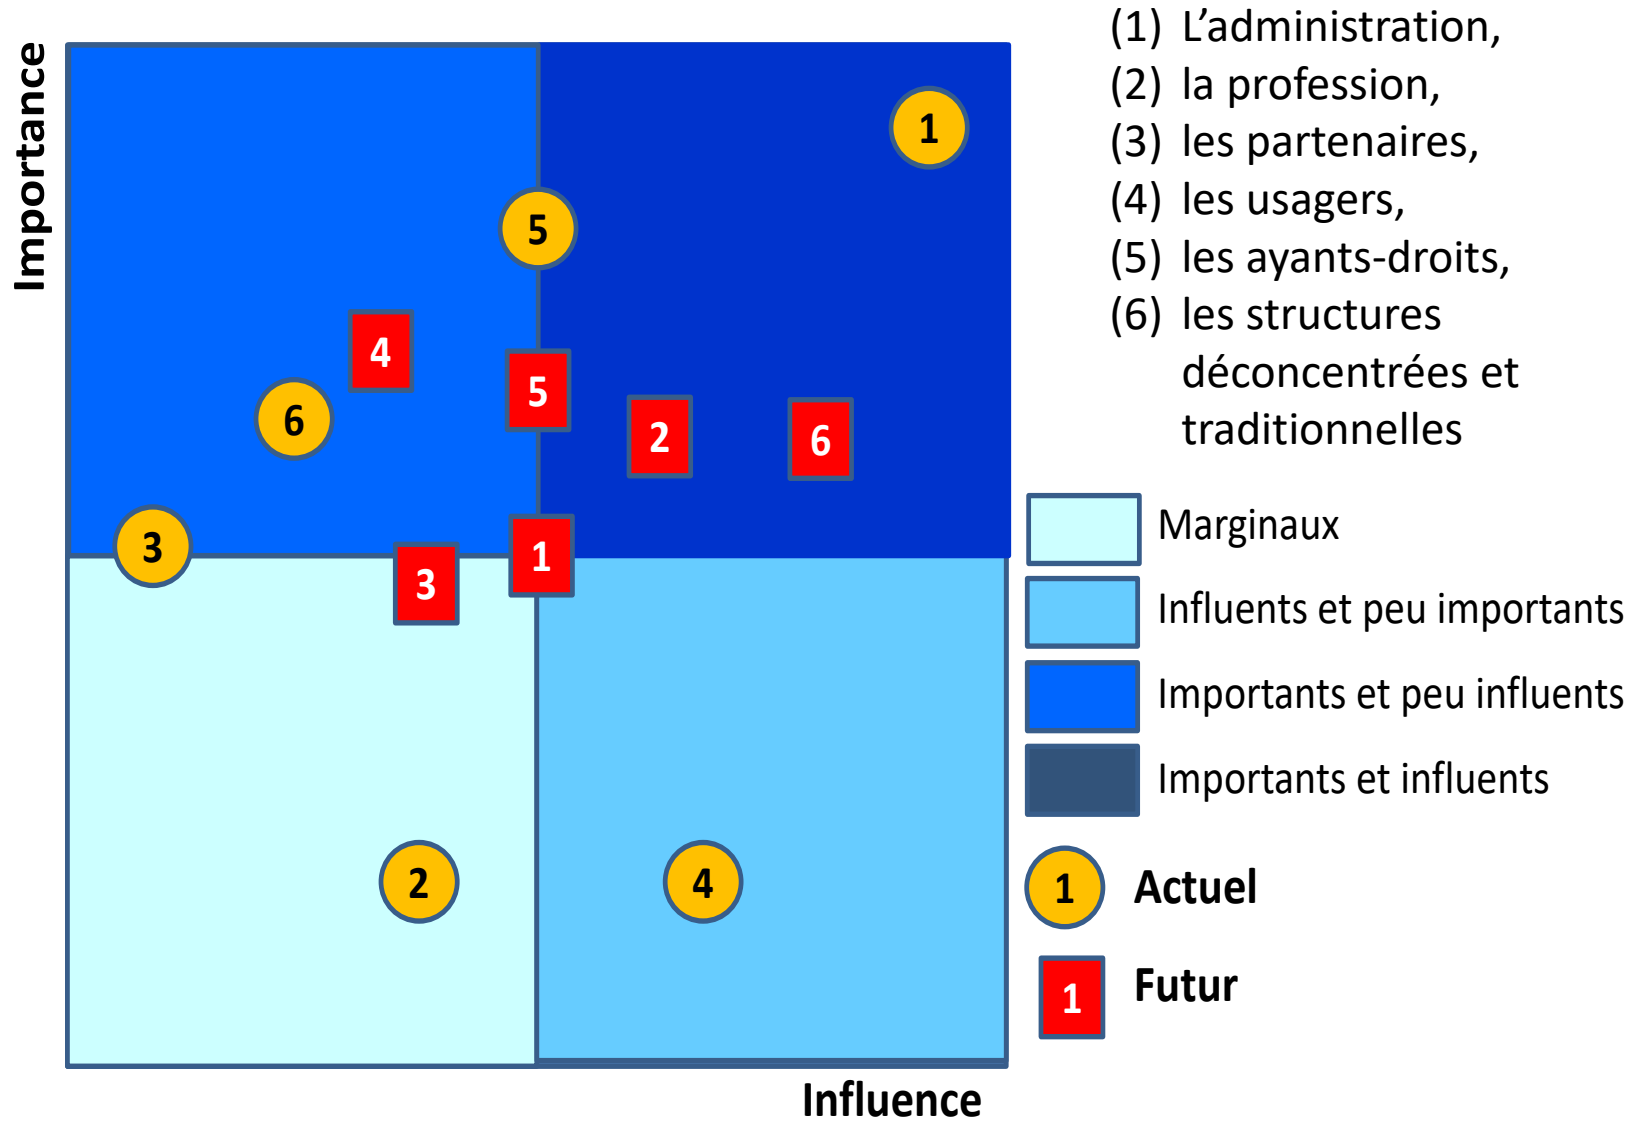 Importance
1
5
4
5
6
2
6
3
1
3
2
4
Influence
(1) L’administration,
(2) la profession,
(3) les partenaires,
(4) les usagers,
(5) les ayants-droits,
(6) les structures
déconcentrées et
traditionnelles
Marginaux
Influents et peu importants
Importants et peu influents
Importants et influents
1 Actuel
1 Futur